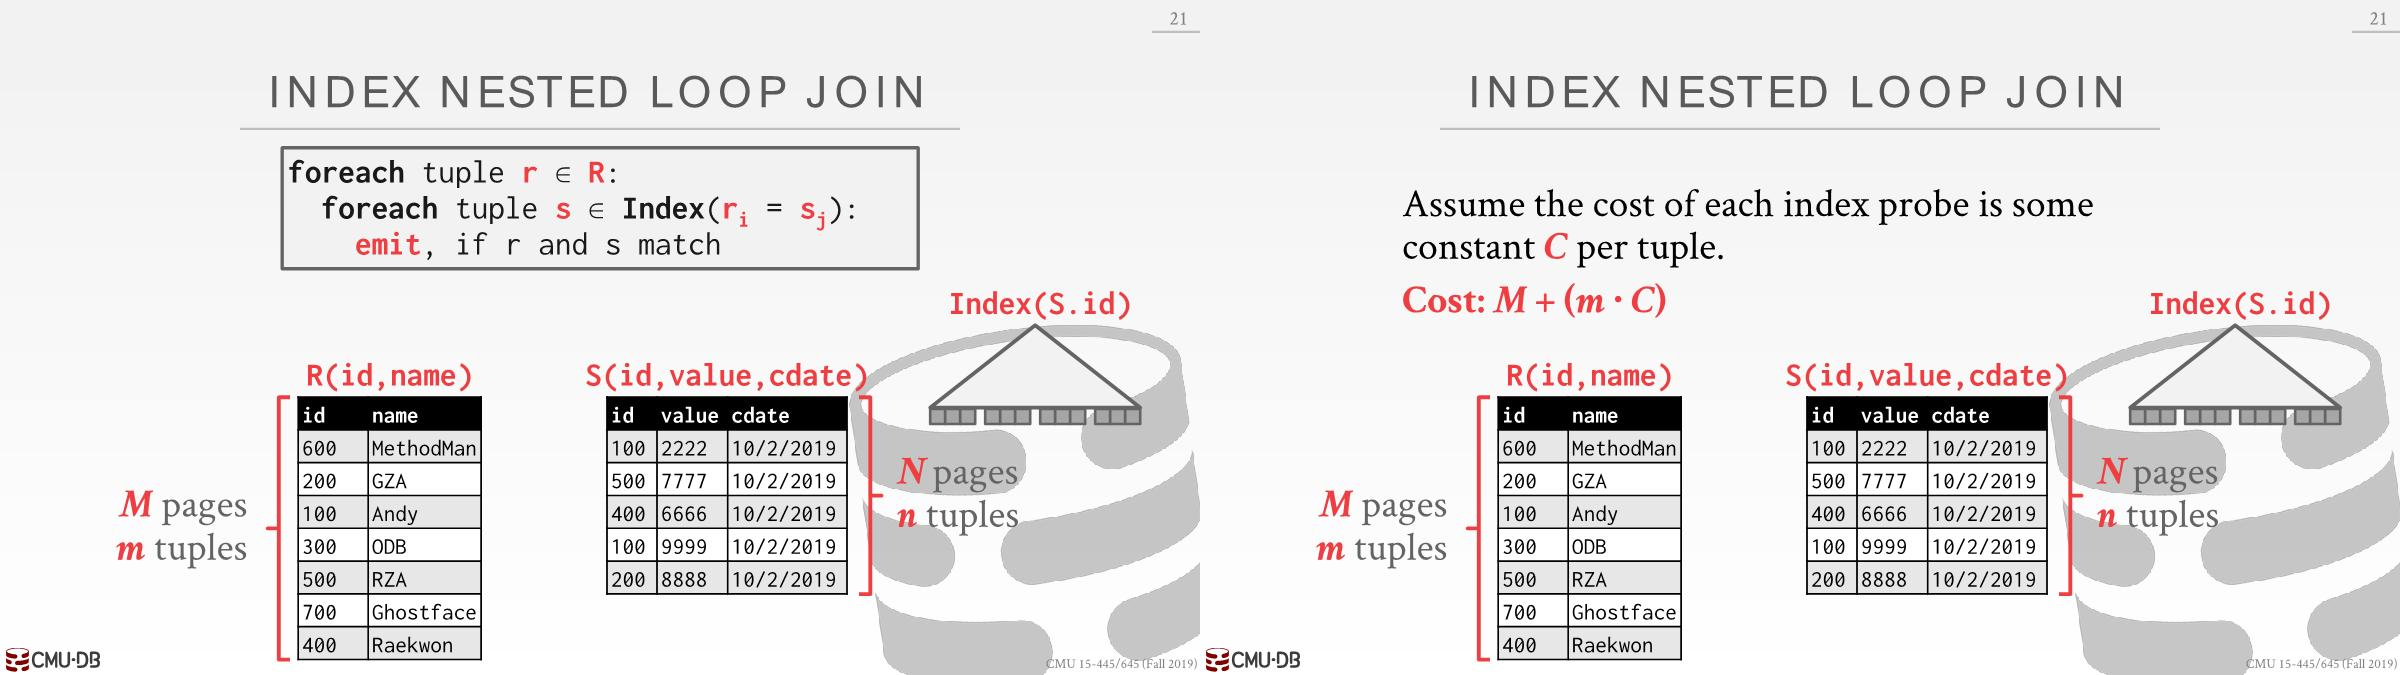 21
INDEX NESTED LOOP JOIN
foreach tuple r ∈ R:
foreach tuple s ∈ Index(ri = sj):
emit, if r and s match
Index(S.id)
R(id,name)
id name
600 MethodMan
200 GZA
100 Andy
300 ODB
500 RZA
700 Ghostface
400 Raekwon
M pages
m tuples
S(id,value,cdate)
id value cdate
100 2222 10/2/2019
500 7777 10/2/2019
400 6666 10/2/2019
100 9999 10/2/2019
200 8888 10/2/2019
N pages
n tuples
CMU·DB
CMU 15-445/645 (Fall 2019)
21
INDEX NESTED LOOP JOIN
Assume the cost of each index probe is some
constant C per tuple.
Cost: M + (m · C)
Index(S.id)
R(id,name)
id name
600 MethodMan
200 GZA
100 Andy
300 ODB
500 RZA
700 Ghostface
400 Raekwon
M pages
m tuples
S(id,value,cdate)
id value cdate
100 2222 10/2/2019
500 7777 10/2/2019
400 6666 10/2/2019
100 9999 10/2/2019
200 8888 10/2/2019
N pages
n tuples
CMU·DB
CMU 15-445/645 (Fall 2019)